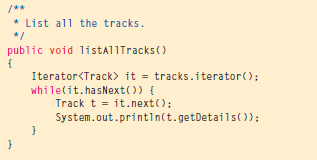 /**
 * List all the tracks.
 */
public void listAllTracks()
{
    Iterator<Track> it = tracks.iterator();
    while(it.hasNext()) {
        Track t = it.next();
        System.out.println(t.getDetails());
    }
}